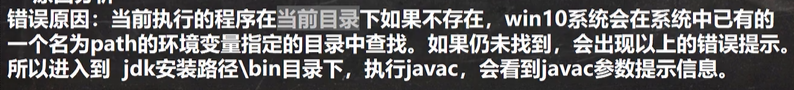 错误原因：当前执行的程序在当前目录下如果不存在，win10系统会在系统中已有的
一个名为path的环境变量指定的目录中查找。如果仍未找到，会出现以上的错误提示。
所以进入到 jdk安装路径\bin目录下，执行javac，会看到javac参数提示信息。